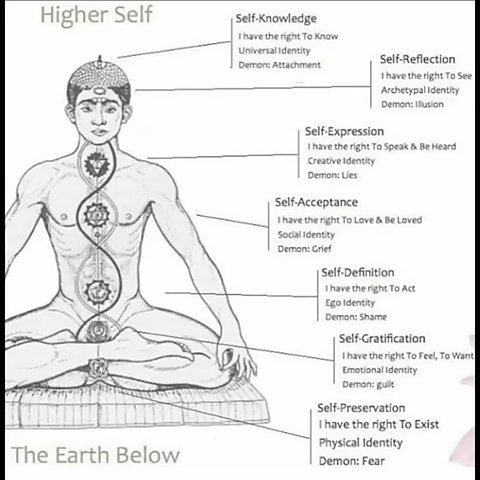 Higher Self
Self-Knowledge
I have the right To Know
Universal Identity
Demon: Attachment
Self-Reflection
I have the right To See
Archetypal Identity
Demon: Illusion
Self-Expression
I have the right To Speak & Be Heard
Creative Identity
Demon: Lies
Self-Acceptance
I have the right To Love & Be Loved
Social Identity
Demon: Grief
Self-Definition
I have the right To Act
Ego Identity
Demon: Shame
Self-Gratification
I have the right To Feel, To Want
Emotional Identity
Demon: guilt
Self-Preservation
I have the right To Exist
Physical Identity
Demon: Fear
The Earth Below